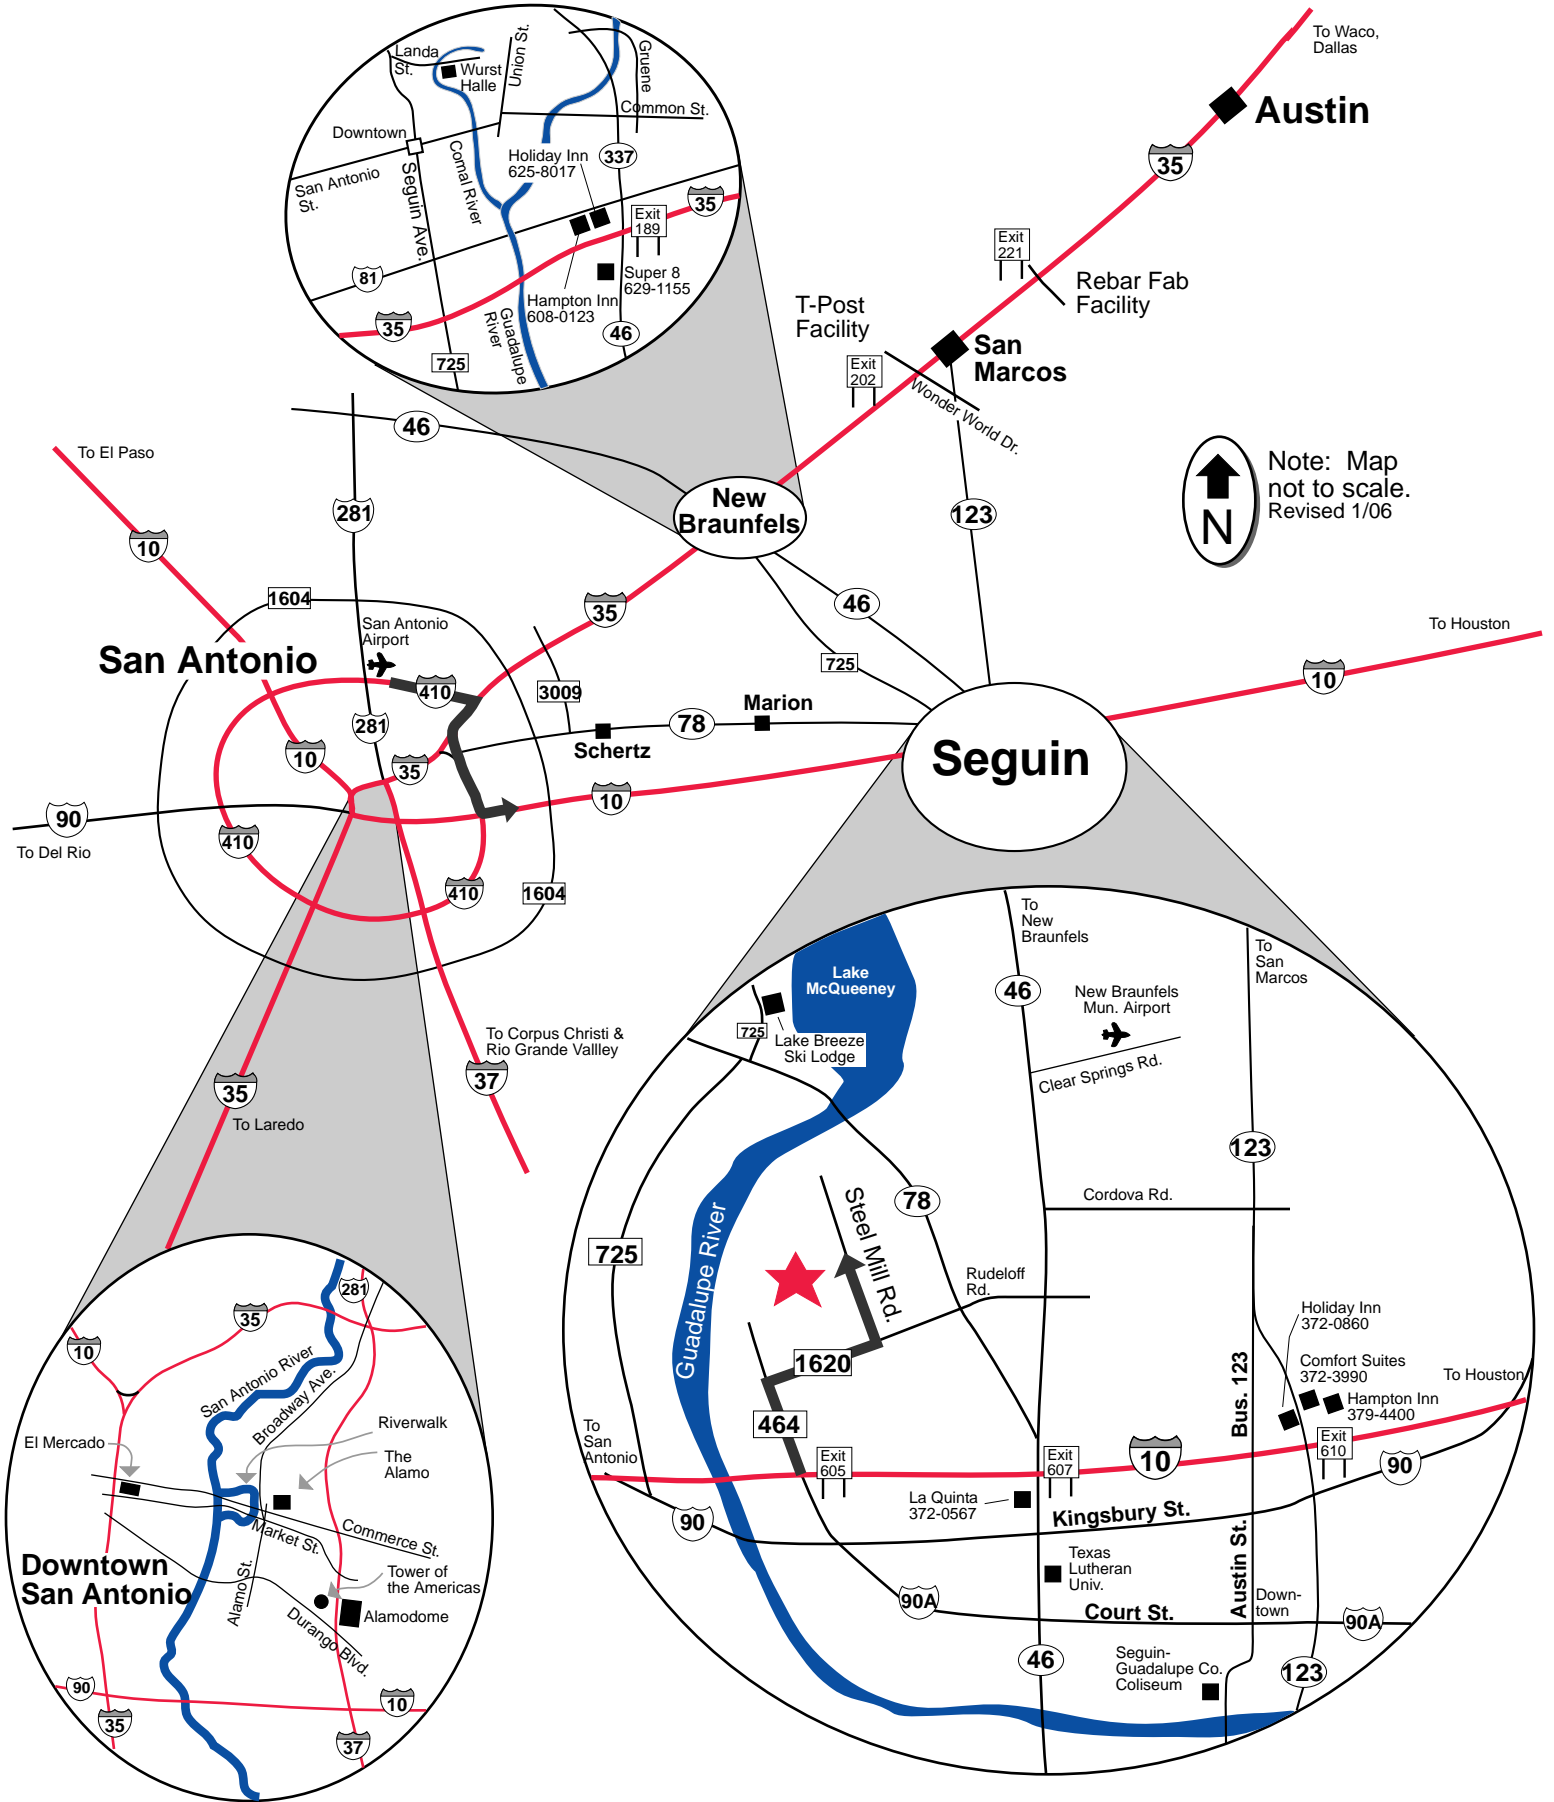 To Waco,
Dallas
Austin
35
Exit
221
Rebar Fab
Facility
T-Post
Facility
San
Marcos
Exit
202
Wonder World Dr.
123
Note: Map
not to scale.
Revised 1/06
N
Landa
St.
Wurst
Halle
Union St.
Gruene
Common St.
Downtown
San Antonio
St.
Seguin Ave.
Comal River
Holiday Inn
625-8017
337
35
Exit
189
81
Super 8
629-1155
Hampton Inn
608-0123
35
Guadalupe
River
46
725
46
To El Paso
281
10
New
Braunfels
46
35
725
1604
San Antonio
Airport
San Antonio
410
3009
281
Marion
78
Schertz
10
35
10
Seguin
To Houston
10
90
To Del Rio
410
410
1604
To Corpus Christi &
Rio Grande Vallley
37
35
To Laredo
281
35
10
San Antonio River
Broadway Ave.
Riverwalk
El Mercado
The
Alamo
Market St.
Commerce St.
Downtown
San Antonio
Alamo St.
Tower of
the Americas
Alamodome
Durango Blvd.
90
10
35
37
To
New
Braunfels
To
San
Marcos
Lake
McQueeney
46
New Braunfels
Mun. Airport
725
Lake Breeze
Ski Lodge
Clear Springs Rd.
123
Cordova Rd.
78
Steel Mill Rd.
Guadalupe River
725
Rudeloff
Rd.
Holiday Inn
372-0860
1620
Comfort Suites
372-3990
Bus. 123
To Houston
Hampton Inn
379-4400
464
To
San
Antonio
Exit
605
Exit
607
10
Exit
610
90
La Quinta
372-0567
Kingsbury St.
90
Texas
Lutheran
Univ.
Austin St.
Down-
town
90A
Court St.
90A
46
Seguin-
Guadalupe Co.
Coliseum
123